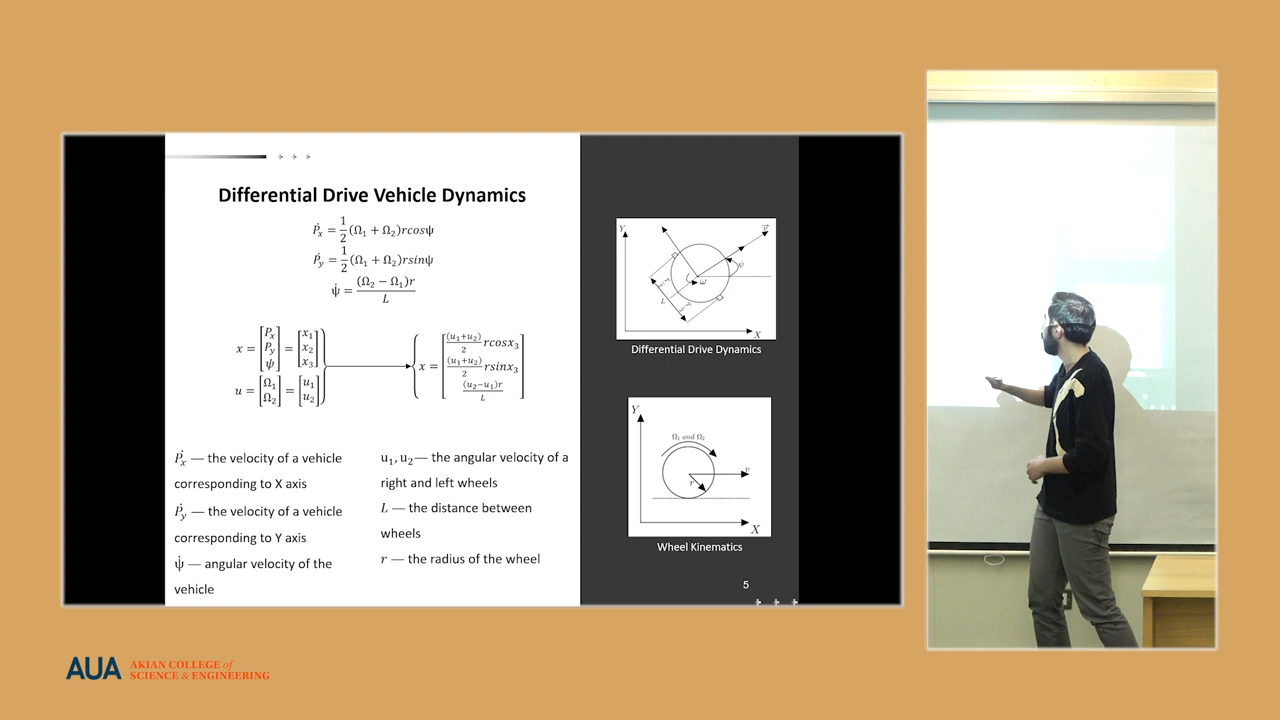 Differential Drive Vehicle Dynamics
Ṗₓ = 1/2 (Ω₁ + Ω₂)rcosψ
Ṗᵧ = 1/2 (Ω₁ + Ω₂)rsinψ
ψ̇ = (Ω₂ − Ω₁)r / L
x = [Pₓ Pᵧ ψ] = [x₁ x₂ x₃]
u = [Ω₁ Ω₂] = [u₁ u₂]
x = [(u₁+u₂)/2 rcosx₃ (u₁+u₂)/2 rsinx₃ (u₂−u₁)r/L]
Ṗₓ — the velocity of a vehicle
corresponding to X axis
Ṗᵧ — the velocity of a vehicle
corresponding to Y axis
ψ̇ — angular velocity of the
vehicle
u₁, u₂— the angular velocity of a
right and left wheels
L — the distance between
wheels
r — the radius of the wheel
Y
v⃗
ψ
ω
L
X
Differential Drive Dynamics
Y
Ω₁ and Ω₂
v
r
X
Wheel Kinematics
5
AUA
AKIAN COLLEGE of
SCIENCE & ENGINEERING